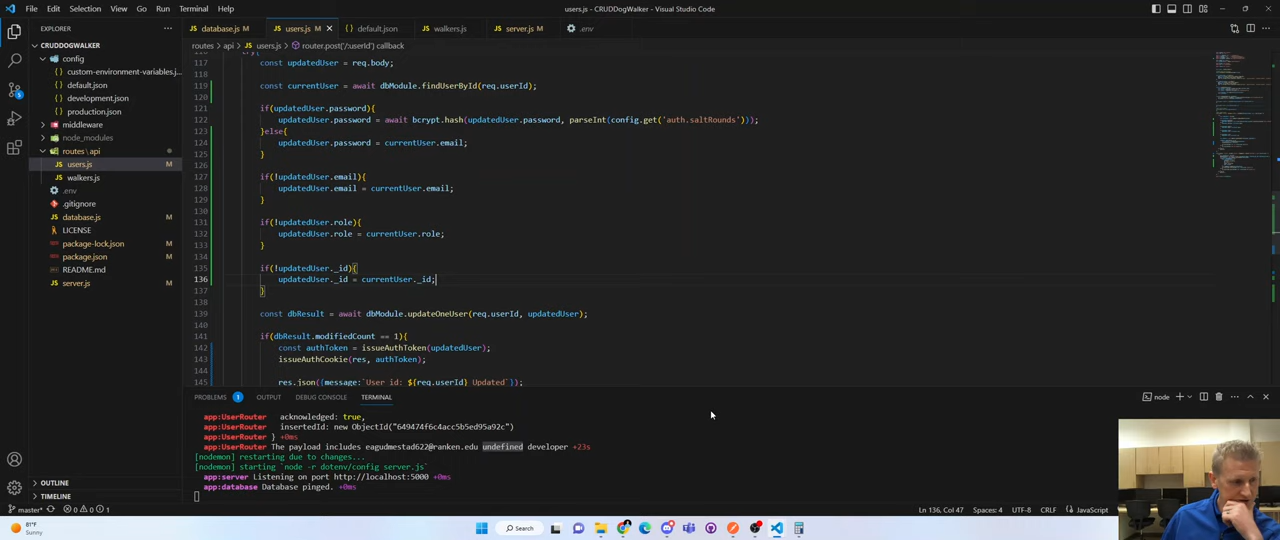 File Edit Selection View Go Run Terminal Help
users.js - CRUDDogWalker - Visual Studio Code
EXPLORER
CRUDDOGWALKER
config
custom-environment-variables.j...
default.json
development.json
production.json
middleware
node_modules
routes\api
users.js M
walkers.js
.env
.gitignore
database.js M
LICENSE
package-lock.json M
package.json M
README.md
server.js M
OUTLINE
TIMELINE
database.js M users.js M default.json walkers.js server.js M .env
routes > api > users.js > router.post('/:userId') callback
116 try{
117 const updatedUser = req.body;
118
119 const currentUser = await dbModule.findUserById(req.userId);
120
121 if(updatedUser.password){
122 updatedUser.password = await bcrypt.hash(updatedUser.password, parseInt(config.get('auth.saltRounds')));
123 }else{
124 updatedUser.password = currentUser.email;
125 }
126
127 if(!updatedUser.email){
128 updatedUser.email = currentUser.email;
129 }
130
131 if(!updatedUser.role){
132 updatedUser.role = currentUser.role;
133 }
134
135 if(!updatedUser._id){
136 updatedUser._id = currentUser._id;
137 }
138
139 const dbResult = await dbModule.updateOneUser(req.userId, updatedUser);
140
141 if(dbResult.modifiedCount == 1){
142 const authToken = issueAuthToken(updatedUser);
143 issueAuthCookie(res, authToken);
144
145 res.json({message:`User id: ${req.userId} Updated`});
PROBLEMS 1 OUTPUT DEBUG CONSOLE TERMINAL
node
app:UserRouter acknowledged: true,
app:UserRouter insertedId: new ObjectId("649474f6c4acc5b5ed95a92c")
app:UserRouter } +0ms
app:UserRouter The payload includes eagudmestad622@ranken.edu undefined developer +23s
[nodemon] restarting due to changes...
[nodemon] starting `node -r dotenv/config server.js`
app:server Listening on port http://localhost:5000 +0ms
app:database Database pinged. +0ms
master* 0 0 1
Ln 136, Col 47 Spaces: 4 UTF-8 CRLF JavaScript
81°F
Sunny
Search